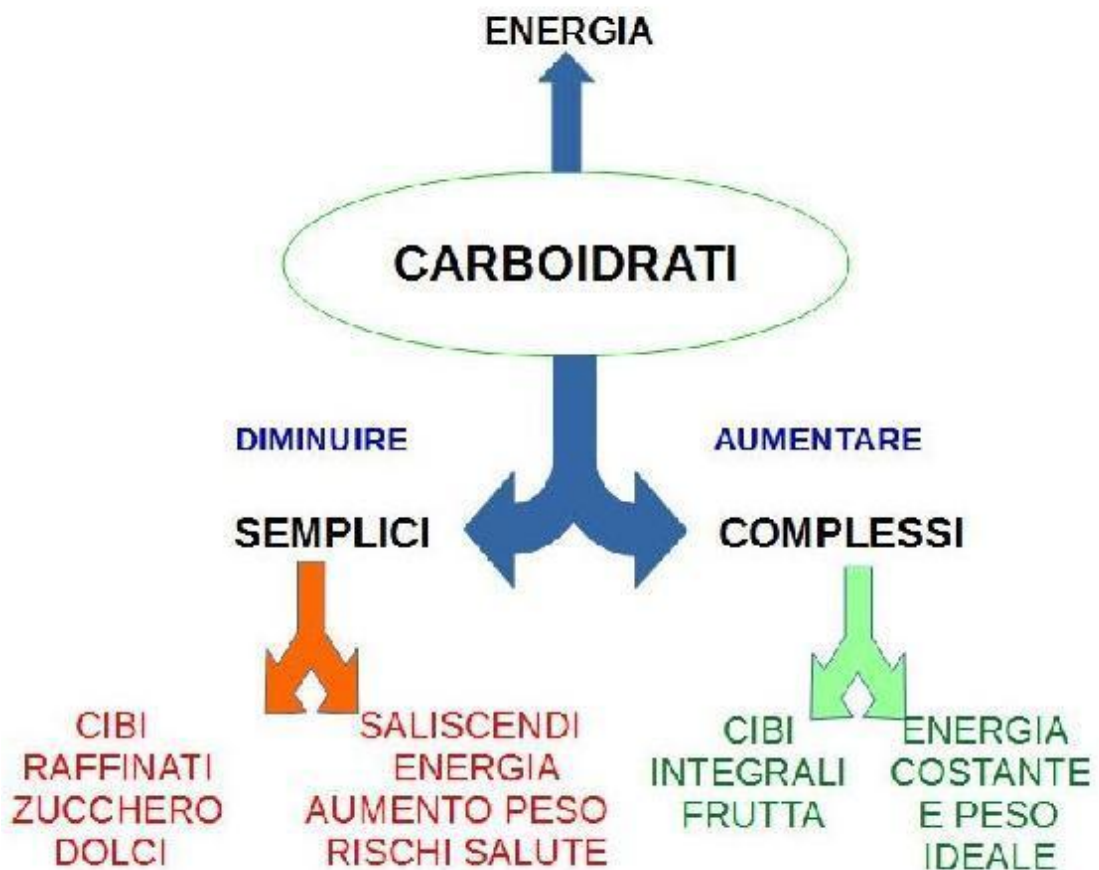 ENERGIA
CARBOIDRATI
DIMINUIRE
AUMENTARE
SEMPLICI
COMPLESSI
CIBI
RAFFINATI
ZUCCHERO
DOLCI
SALISCENDI
ENERGIA
AUMENTO PESO
RISCHI SALUTE
CIBI
INTEGRALI
FRUTTA
ENERGIA
COSTANTE
E PESO
IDEALE